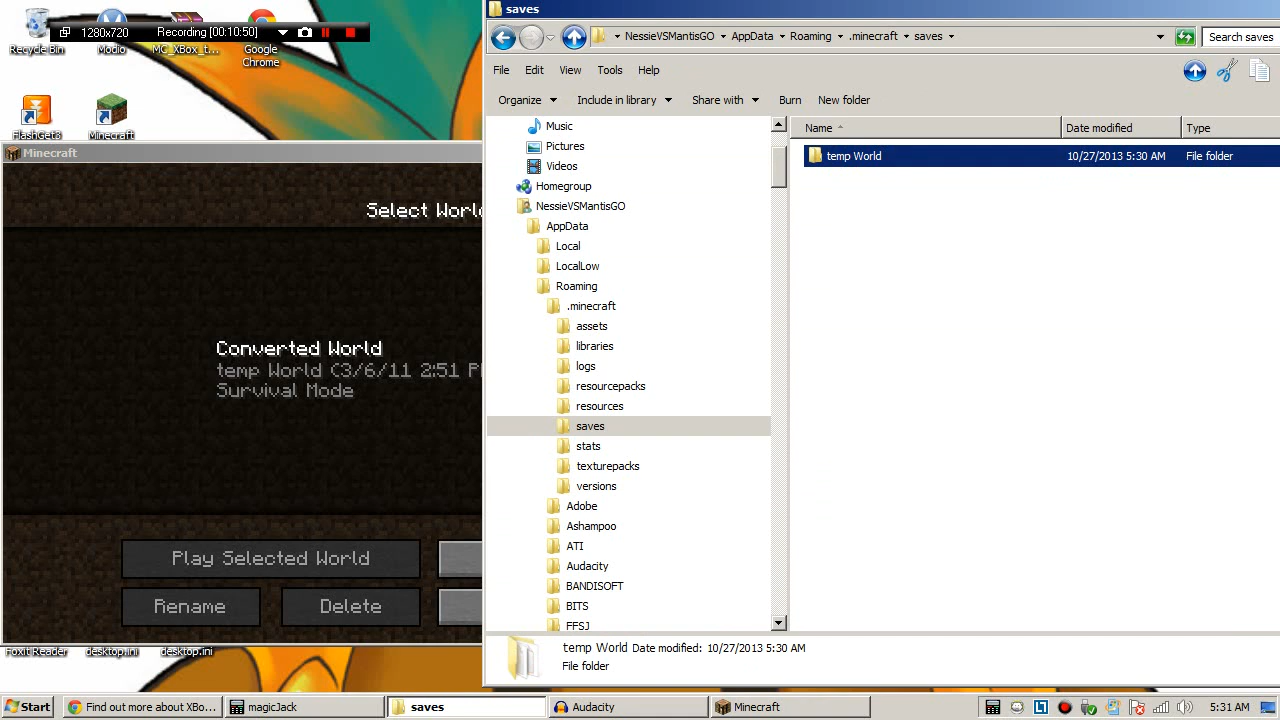 Recycle Bin
Modio
MC_XBox_t...
Google
Chrome
1280x720
Recording [00:10:50]
FlashGet3
Minecraft
Minecraft
Select Worl
Converted World
temp World (3/6/11 2:51 P
Survival Mode
Play Selected World
Rename
Delete
Foxit Reader
desktop.ini
desktop.ini
saves
NessieVSMantisGO
AppData
Roaming
.minecraft
saves
Search saves
File
Edit
View
Tools
Help
Organize
Include in library
Share with
Burn
New folder
Music
Pictures
Videos
Homegroup
NessieVSMantisGO
AppData
Local
LocalLow
Roaming
.minecraft
assets
libraries
logs
resourcepacks
resources
saves
stats
texturepacks
versions
Adobe
Ashampoo
ATI
Audacity
BANDISOFT
BITS
FFSJ
Name
Date modified
Type
temp World
10/27/2013 5:30 AM
File folder
temp World Date modified: 10/27/2013 5:30 AM
File folder
Start
Find out more about XBo...
magicJack
saves
Audacity
Minecraft
5:31 AM